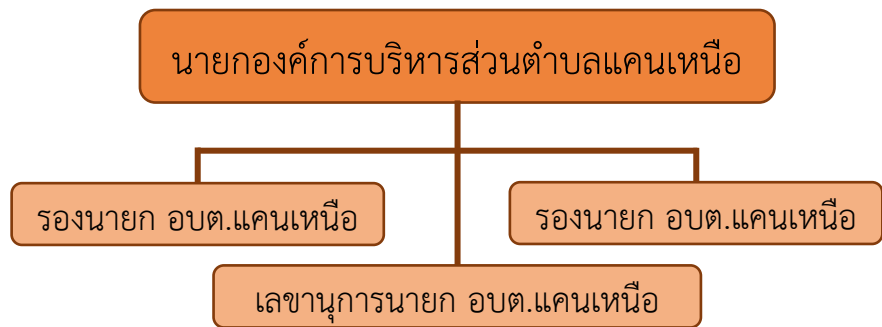 นายกองค์การบริหารส่วนตำบลแคนเหนือ
รองนายก อบต.แคนเหนือ
รองนายก อบต.แคนเหนือ
เลขานุการนายก อบต.แคนเหนือ